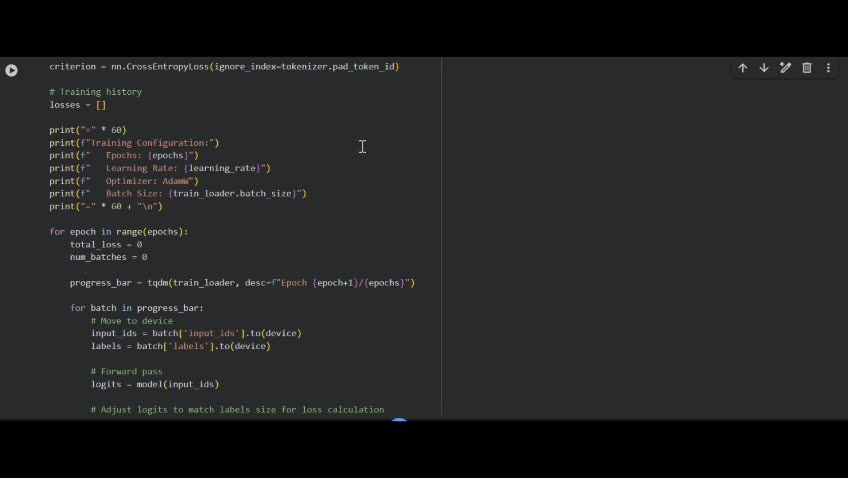 criterion = nn.CrossEntropyLoss(ignore_index=tokenizer.pad_token_id)
# Training history
losses = []
print("=" * 60)
print(f"Training Configuration:")
print(f"   Epochs: {epochs}")
print(f"   Learning Rate: {learning_rate}")
print(f"   Optimizer: AdamW")
print(f"   Batch Size: {train_loader.batch_size}")
print("=" * 60 + "\n")
for epoch in range(epochs):
    total_loss = 0
    num_batches = 0
    progress_bar = tqdm(train_loader, desc=f"Epoch {epoch+1}/{epochs}")
    for batch in progress_bar:
        # Move to device
        input_ids = batch['input_ids'].to(device)
        labels = batch['labels'].to(device)
        # Forward pass
        logits = model(input_ids)
        # Adjust logits to match labels size for loss calculation